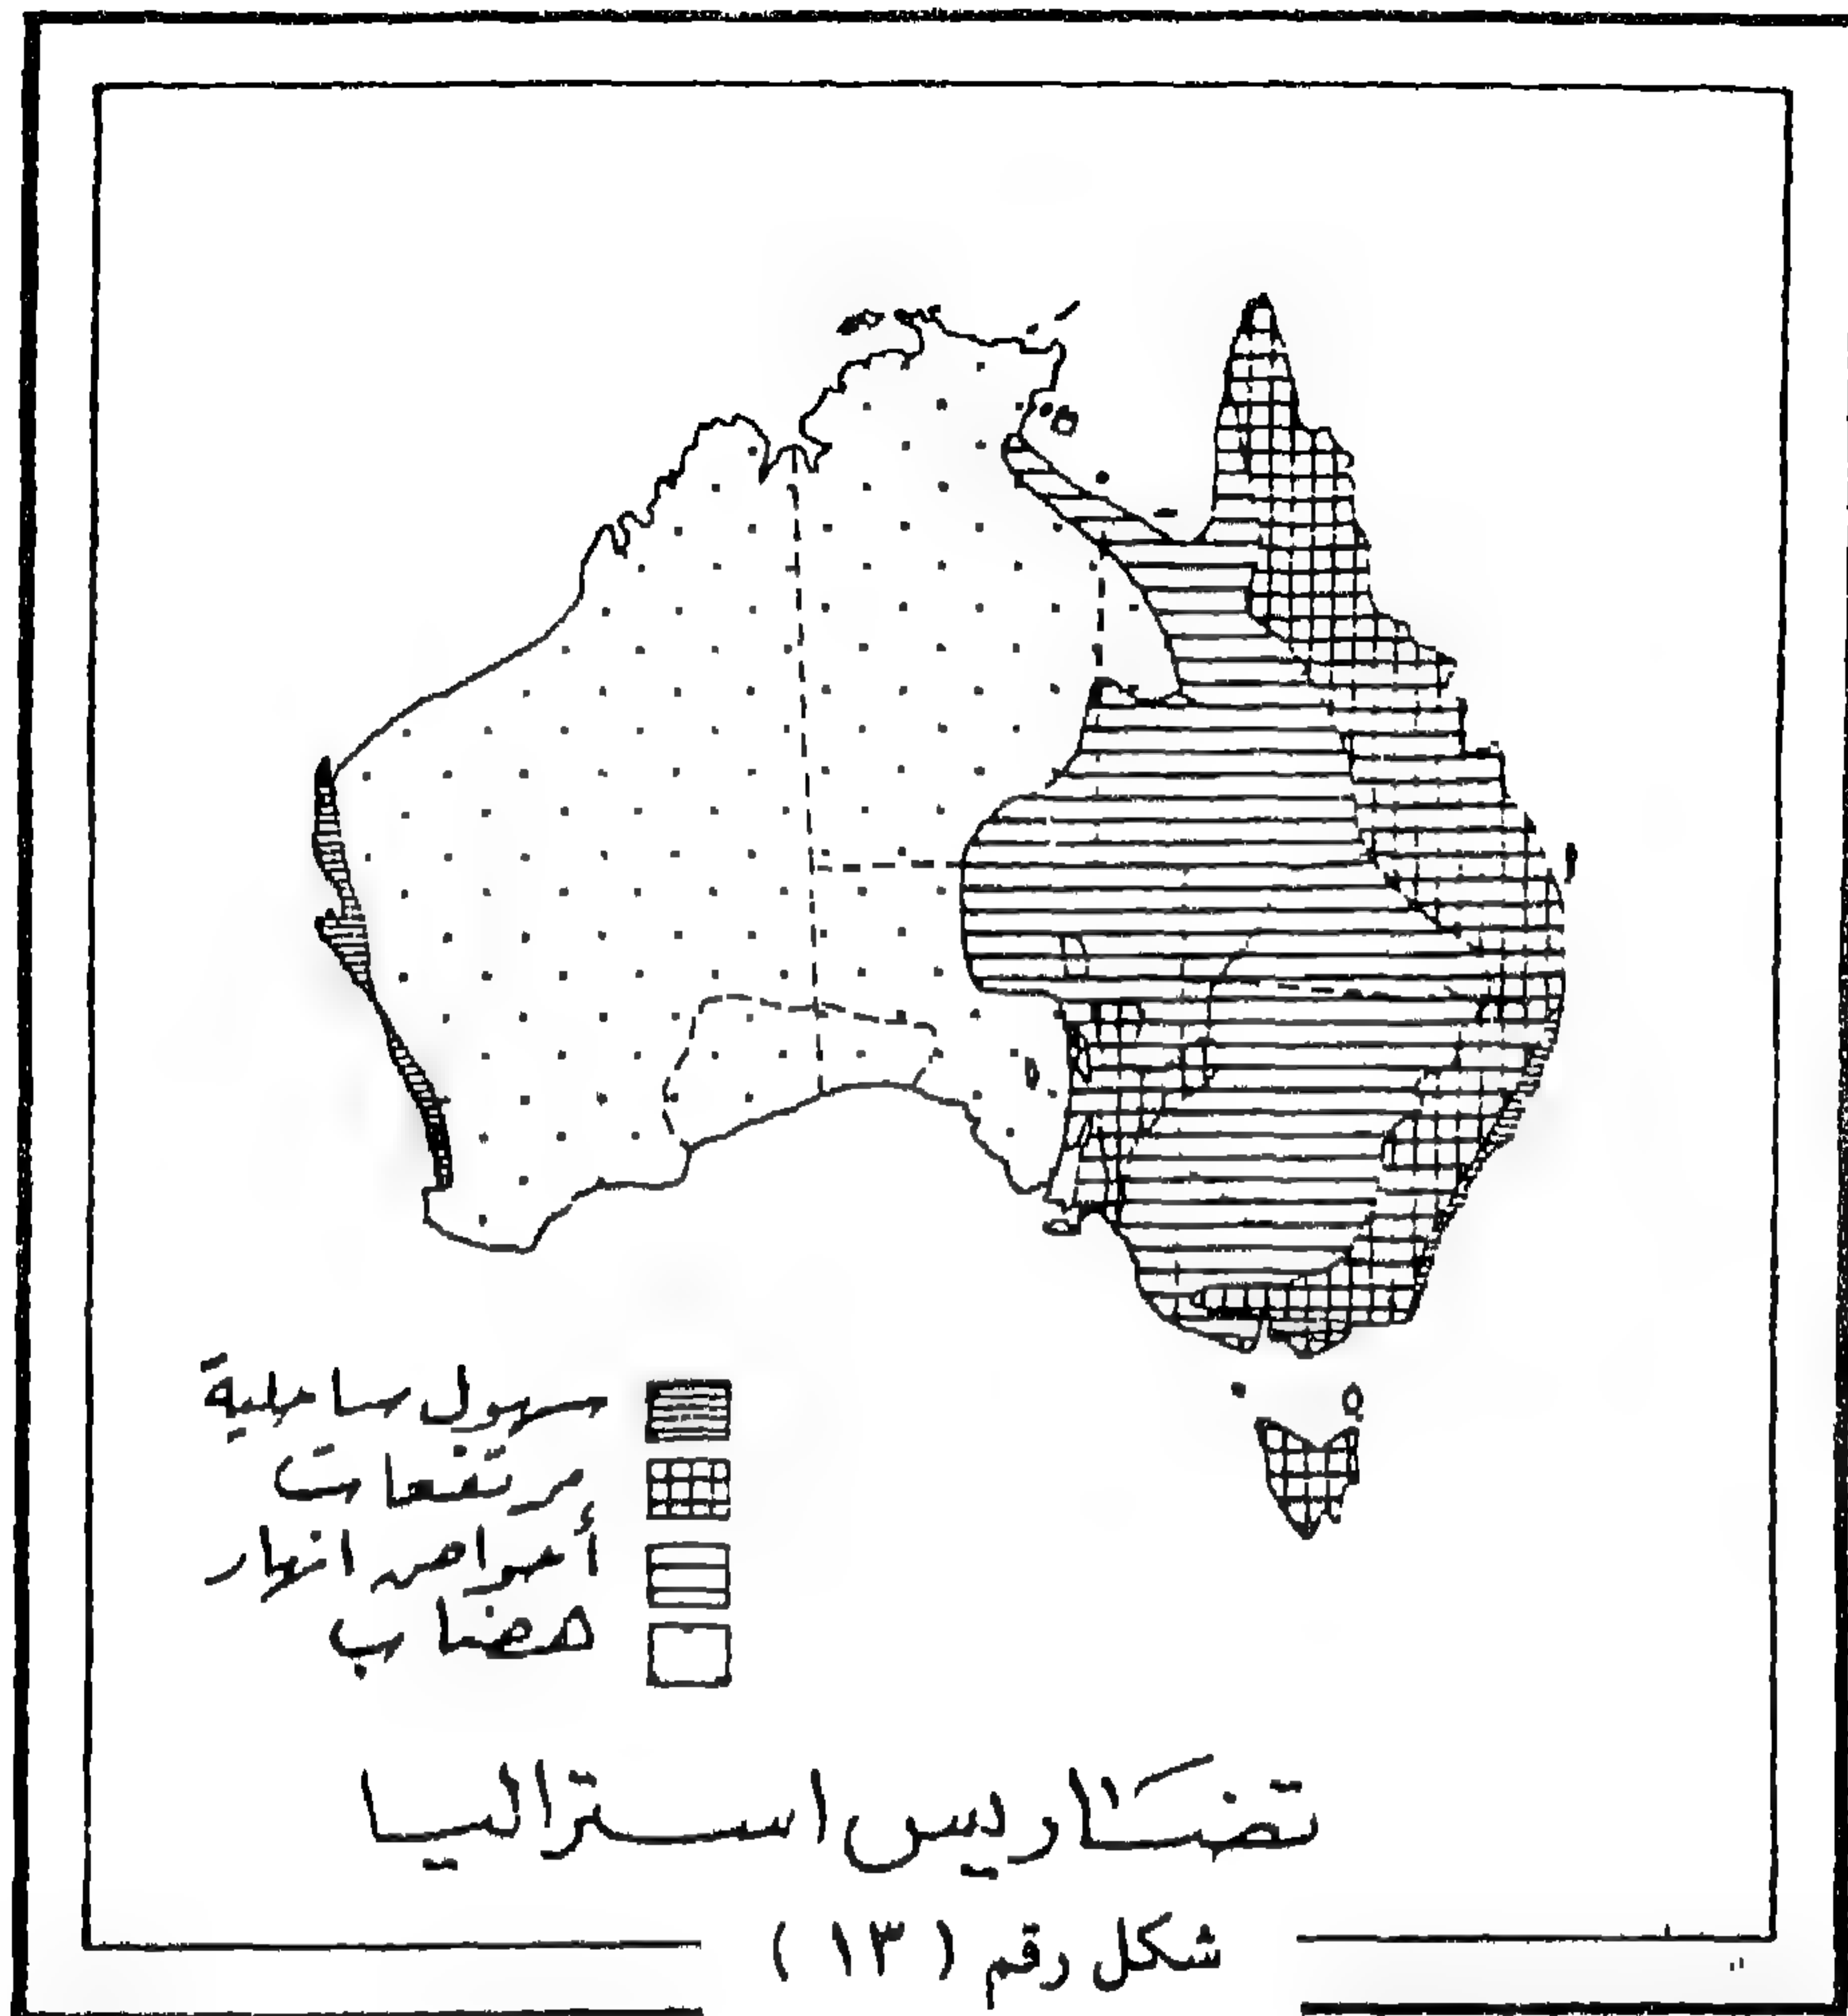 سهول ساحلية
مرتفعات
أحواض انهار
هضاب
تضاريس استراليا
شكل رقم ( ١٣ )